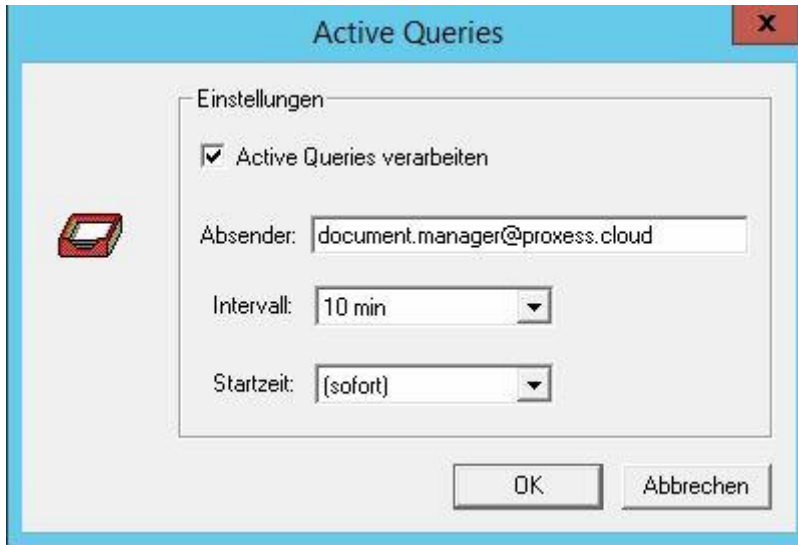 Active Queries
x
Einstellungen
Active Queries verarbeiten
Absender: document.manager@proxess.cloud
Intervall: 10 min
Startzeit: (sofort)
OK Abbrechen